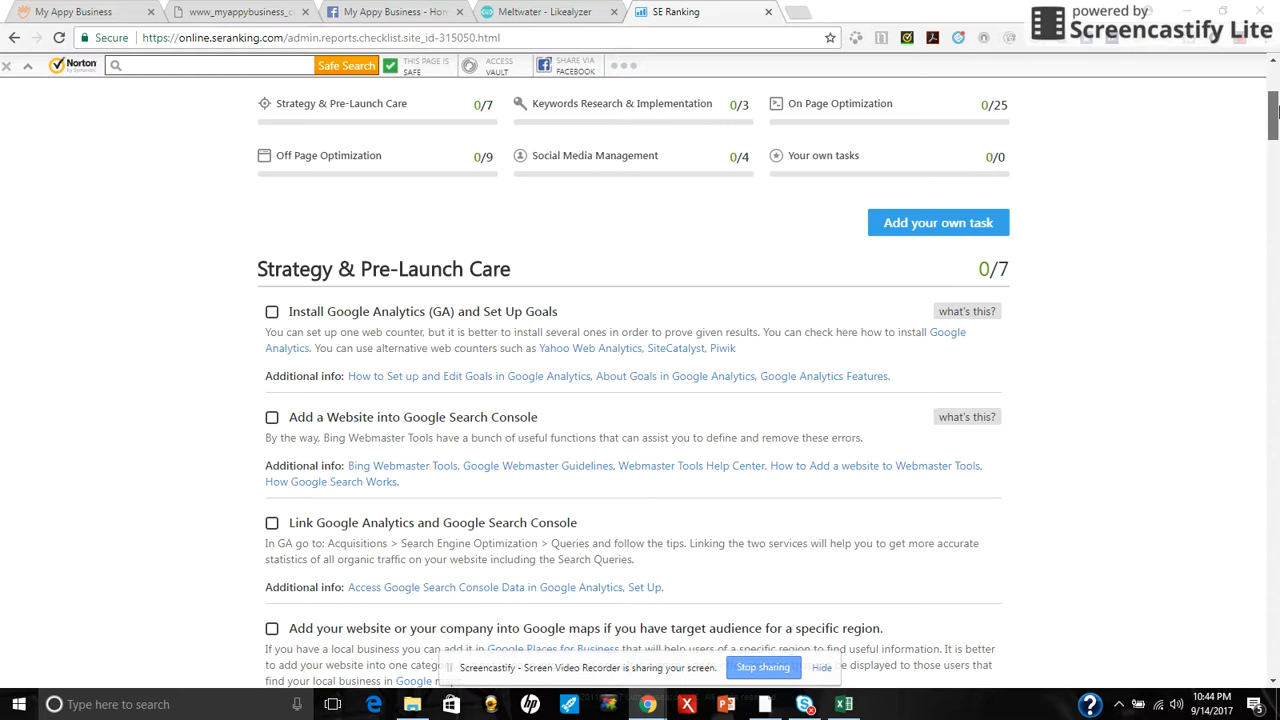 My Appy Business
www_myappybusiness_c
My Appy Business - Hom
Meltwater - Likealyzer
SE Ranking
powered by
Screencastify Lite
Secure
Norton
by Symantec
Safe Search
THIS PAGE IS
SAFE
ACCESS
VAULT
SHARE VIA
FACEBOOK
Strategy & Pre-Launch Care 0/7
Keywords Research & Implementation 0/3
On Page Optimization 0/25
Off Page Optimization 0/9
Social Media Management 0/4
Your own tasks 0/0
Add your own task
Strategy & Pre-Launch Care 0/7
Install Google Analytics (GA) and Set Up Goals what's this?
You can set up one web counter, but it is better to install several ones in order to prove given results. You can check here how to install Google
Analytics. You can use alternative web counters such as Yahoo Web Analytics, SiteCatalyst, Piwik
Additional info: How to Set up and Edit Goals in Google Analytics, About Goals in Google Analytics, Google Analytics Features.
Add a Website into Google Search Console what's this?
By the way, Bing Webmaster Tools have a bunch of useful functions that can assist you to define and remove these errors.
Additional info: Bing Webmaster Tools, Google Webmaster Guidelines, Webmaster Tools Help Center, How to Add a website to Webmaster Tools,
How Google Search Works.
Link Google Analytics and Google Search Console
In GA go to: Acquisitions > Search Engine Optimization > Queries and follow the tips. Linking the two services will help you to get more accurate
statistics of all organic traffic on your website including the Search Queries.
Additional info: Access Google Search Console Data in Google Analytics, Set Up.
Add your website or your company into Google maps if you have target audience for a specific region.
If you have a local business you can add it in Google Places for Business that will help users of a specific region to find useful information. It is better
to add your website into one categ
be displayed to those users that
find your local business in Google maps.
Screencastify - Screen Video Recorder is sharing your screen.
Stop sharing
Hide
Type here to search
10:44 PM
9/14/2017
5